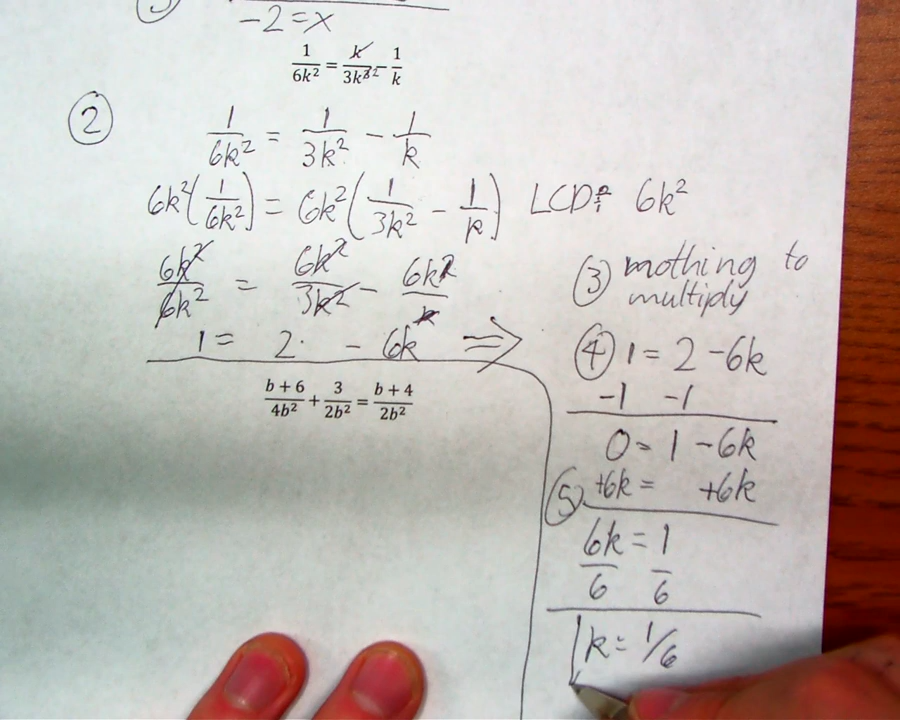 -2 = x
1/6k² = k/3k³² - 1/k
② 1/6k² = 1/3k² - 1/k
6k²(1/6k²) = 6k²(1/3k² - 1/k) LCD: 6k²
6k²/6k² = 6k²/3k² - 6k²/k
1 = 2 - 6k ⇒
③ nothing to
multiply
④ 1 = 2 - 6k
-1 -1
0 = 1 - 6k
⑤ +6k = +6k
6k/6 = 1/6
k = 1/6
b+6/4b² + 3/2b² = b+4/2b²